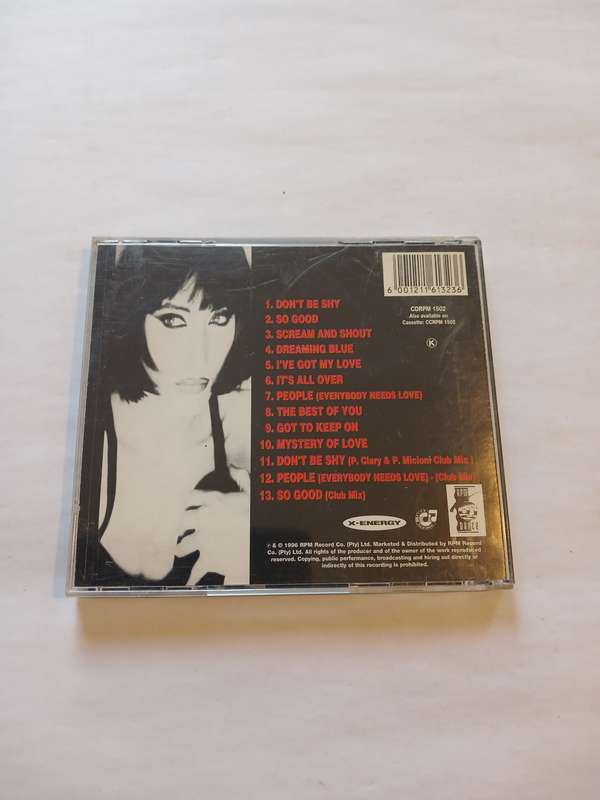 6 001211 613236
CDRPM 1502
Also available on
Cassette: CCRPM 1502
K
1. DON'T BE SHY
2. SO GOOD
3. SCREAM AND SHOUT
4. DREAMING BLUE
5. I'VE GOT MY LOVE
6. IT'S ALL OVER
7. PEOPLE (EVERYBODY NEEDS LOVE)
8. THE BEST OF YOU
9. GOT TO KEEP ON
10. MYSTERY OF LOVE
11. DON'T BE SHY (P. Clary & P. Micioni Club Mix )
12. PEOPLE (EVERYBODY NEEDS LOVE) - (Club Mix)
13. SO GOOD (Club Mix)
X-ENERGY
℗ & © 1996 RPM Record Co. (Pty) Ltd. Marketed & Distributed by RPM Record
Co. (Pty) Ltd. All rights of the producer and of the owner of the work reproduced
reserved. Copying, public performance, broadcasting and hiring out directly or
indirectly of this recording is prohibited.